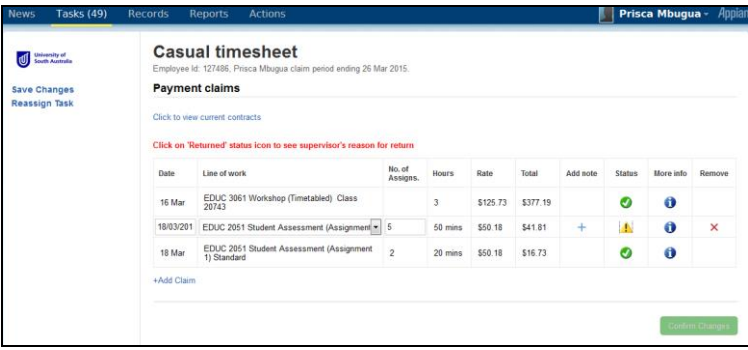 News Tasks (49) Records Reports Actions Prisca Mbugua Appian
University of
South Australia
Save Changes
Reassign Task
Casual timesheet
Employee Id: 127486, Prisca Mbugua claim period ending 26 Mar 2015.
Payment claims
Click to view current contracts
Click on 'Returned' status icon to see supervisor's reason for return
Date Line of work No. of Assigns. Hours Rate Total Add note Status More info Remove
16 Mar EDUC 3061 Workshop (Timetabled) Class 20743 3 $125.73 $377.19
18/03/201 EDUC 2051 Student Assessment (Assignment 5 50 mins $50.18 $41.81
18 Mar EDUC 2051 Student Assessment (Assignment 1) Standard 2 20 mins $50.18 $16.73
+Add Claim
Confirm Changes